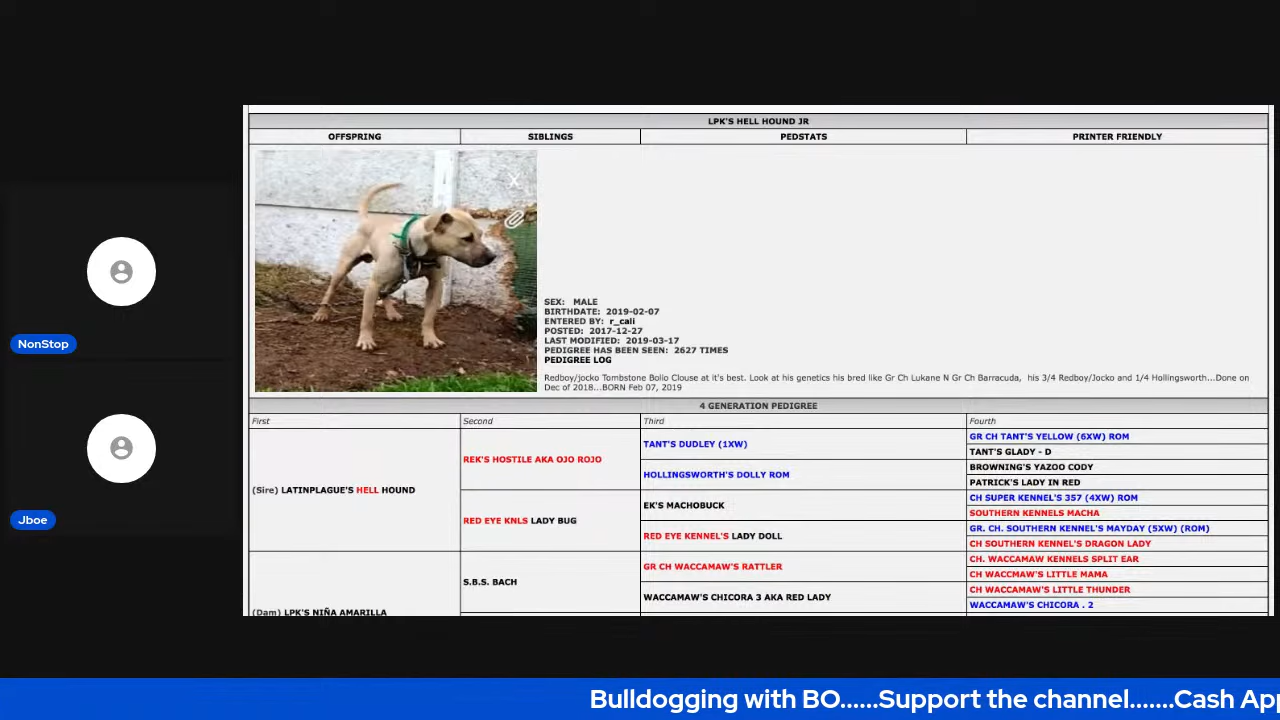 LPK'S HELL HOUND JR
OFFSPRING SIBLINGS PEDSTATS PRINTER FRIENDLY
SEX: MALE
BIRTHDATE: 2019-02-07
ENTERED BY: r_cali
POSTED: 2017-12-27
LAST MODIFIED: 2019-03-17
PEDIGREE HAS BEEN SEEN: 2627 TIMES
PEDIGREE LOG
Redboy/jocko Tombstone Bolio Clouse at it's best. Look at his genetics his bred like Gr Ch Lukane N Gr Ch Barracuda, his 3/4 Redboy/Jocko and 1/4 Hollingsworth...Done on
Dec of 2018...BORN Feb 07, 2019
4 GENERATION PEDIGREE
First Second Third Fourth
(Sire) LATINPLAGUE'S HELL HOUND
REK'S HOSTILE AKA OJO ROJO
TANT'S DUDLEY (1XW)
GR CH TANT'S YELLOW (6XW) ROM
TANT'S GLADY - D
HOLLINGSWORTH'S DOLLY ROM
BROWNING'S YAZOO CODY
PATRICK'S LADY IN RED
RED EYE KNLS LADY BUG
EK'S MACHOBUCK
CH SUPER KENNEL'S 357 (4XW) ROM
SOUTHERN KENNELS MACHA
RED EYE KENNEL'S LADY DOLL
GR. CH. SOUTHERN KENNEL'S MAYDAY (5XW) (ROM)
CH SOUTHERN KENNEL'S DRAGON LADY
(Dam) LPK'S NIÑA AMARILLA
S.B.S. BACH
GR CH WACCAMAW'S RATTLER
CH. WACCAMAW KENNELS SPLIT EAR
CH WACCMAW'S LITTLE MAMA
WACCAMAW'S CHICORA 3 AKA RED LADY
CH WACCAMAW'S LITTLE THUNDER
WACCAMAW'S CHICORA . 2
NonStop
Jboe
Bulldogging with BO......Support the channel.......Cash App